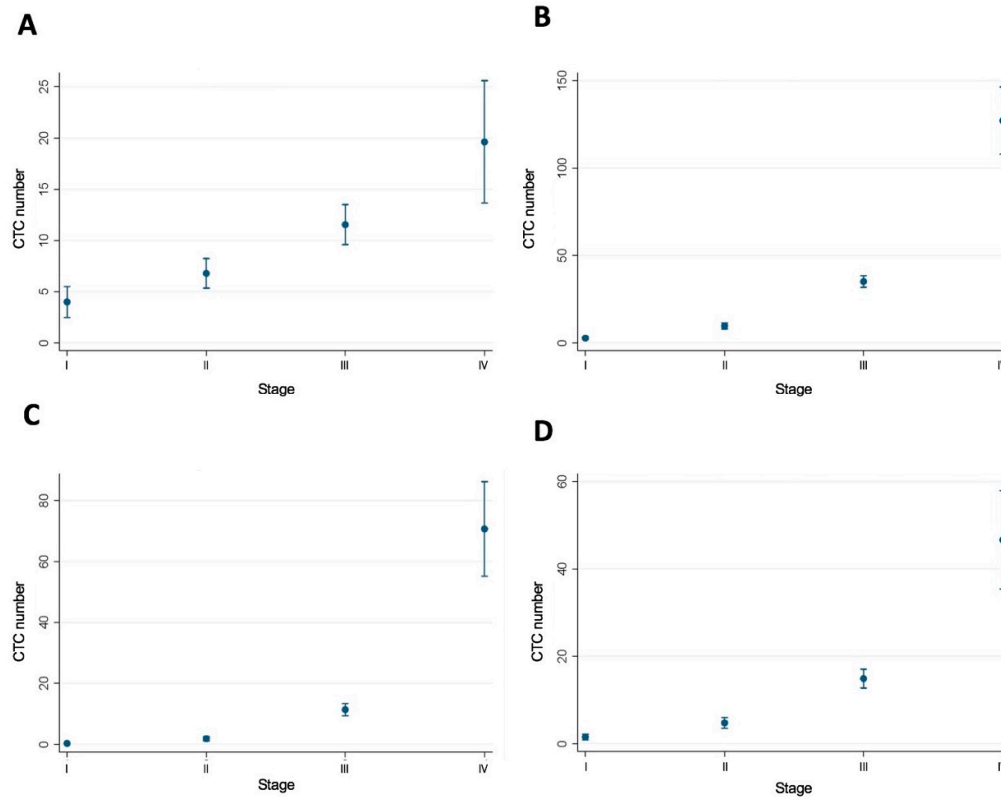 A
CTC number
25
20
15
10
5
0
I
II
III
IV
Stage
B
CTC number
150
100
50
0
I
II
III
Stage
C
CTC number
80
60
40
20
0
I
II
III
IV
Stage
D
CTC number
60
40
20
0
I
II
III
Stage